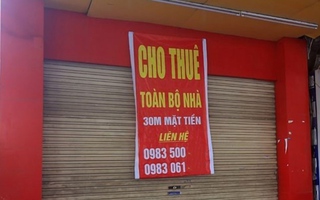 CHO THUÊ
TOÀN BỘ NHÀ
30M MẶT TIỀN
LIÊN HỆ
0983 500
0983 061